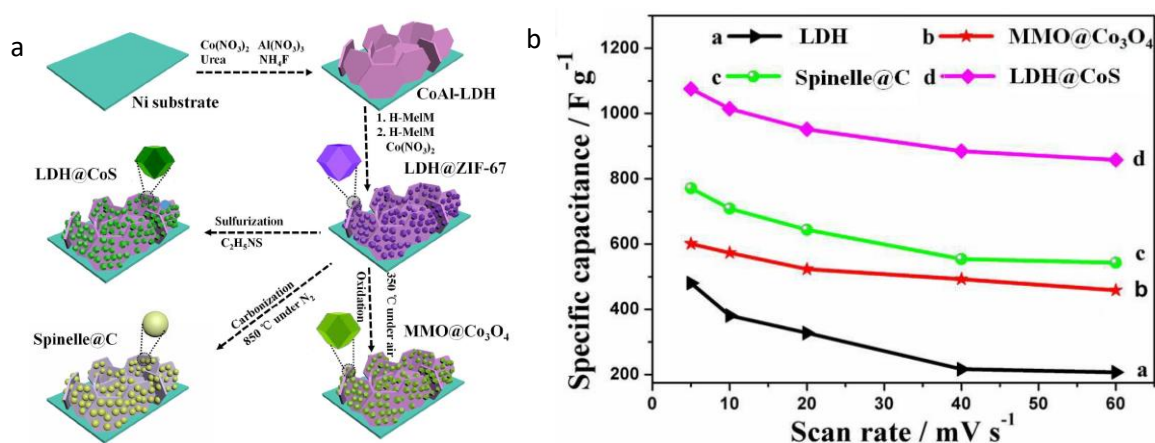 a
Co(NO₃)₂ Al(NO₃)₃
Urea NH₄F
Ni substrate
CoAl-LDH
1. H-MeIM
2. H-MeIM
Co(NO₃)₂
LDH@CoS
LDH@ZIF-67
Sulfurization
C₂H₅NS
Carbonization
850 ℃ under N₂
Oxidation
350 ℃ under air
Spinelle@C
MMO@Co₃O₄
b
a LDH b MMO@Co₃O₄
c Spinelle@C d LDH@CoS
Specific capacitance / F g⁻¹
1200
1000
800
600
400
200
d
c
b
a
0 10 20 30 40 50 60
Scan rate / mV s⁻¹